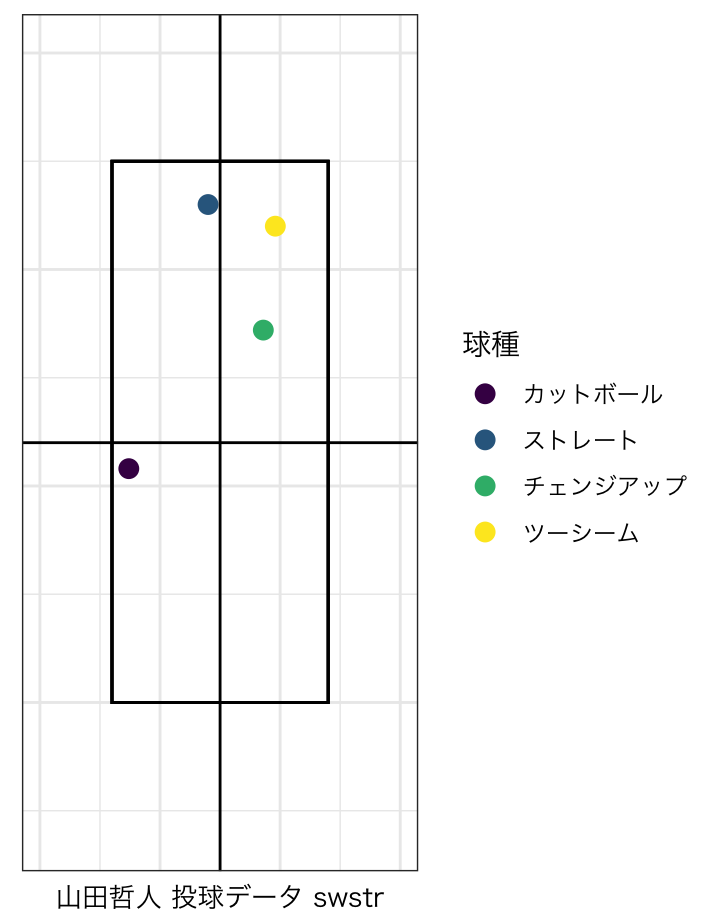 球種
カットボール
ストレート
チェンジアップ
ツーシーム
山田哲人 投球データ swstr